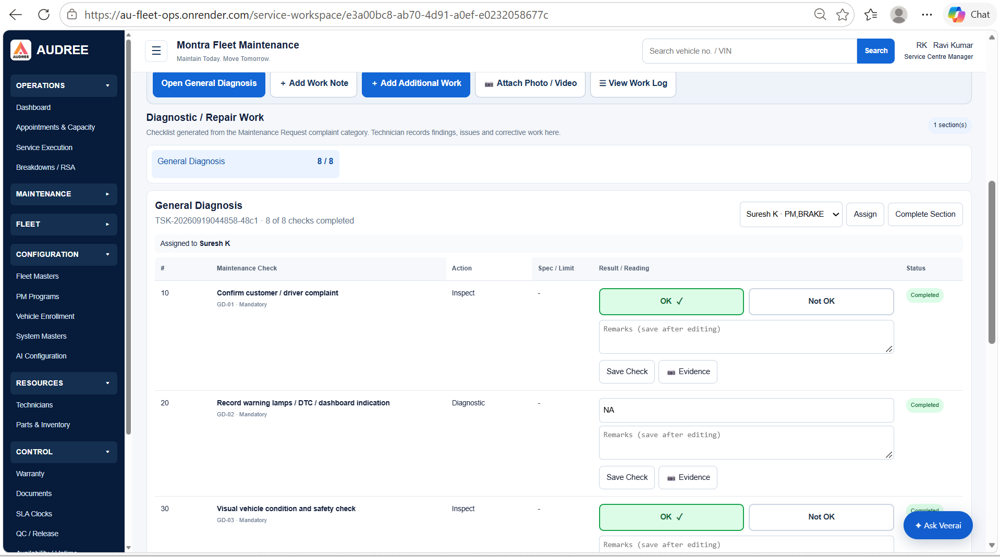 https://au-fleet-ops.onrender.com/service-workspace/e3a00bc8-ab70-4d91-a0ef-e0232058677c
Chat
AUDREE
AUDREE
OPERATIONS
Dashboard
Appointments & Capacity
Service Execution
Breakdowns / RSA
MAINTENANCE
FLEET
CONFIGURATION
Fleet Masters
PM Programs
Vehicle Enrollment
System Masters
AI Configuration
RESOURCES
Technicians
Parts & Inventory
CONTROL
Warranty
Documents
SLA Clocks
QC / Release
Availability / Uptime
Montra Fleet Maintenance
Maintain Today. Move Tomorrow.
Search vehicle no. / VIN
Search
RK Ravi Kumar
Service Centre Manager
Open General Diagnosis
+ Add Work Note
+ Add Additional Work
Attach Photo / Video
☰ View Work Log
Diagnostic / Repair Work
Checklist generated from the Maintenance Request complaint category. Technician records findings, issues and corrective work here.
1 section(s)
General Diagnosis 8 / 8
General Diagnosis
TSK-20260919044858-48c1 · 8 of 8 checks completed
Suresh K · PM,BRAKE
Assign
Complete Section
Assigned to Suresh K
# Maintenance Check Action Spec / Limit Result / Reading Status
10 Confirm customer / driver complaint Inspect - OK ✓ Not OK Completed
GD-01 · Mandatory
Remarks (save after editing)
Save Check Evidence
20 Record warning lamps / DTC / dashboard indication Diagnostic - NA Completed
GD-02 · Mandatory
Remarks (save after editing)
Save Check Evidence
30 Visual vehicle condition and safety check Inspect - OK ✓ Not OK Completed
GD-03 · Mandatory
Remarks (save after editing)
✦ Ask Veerai